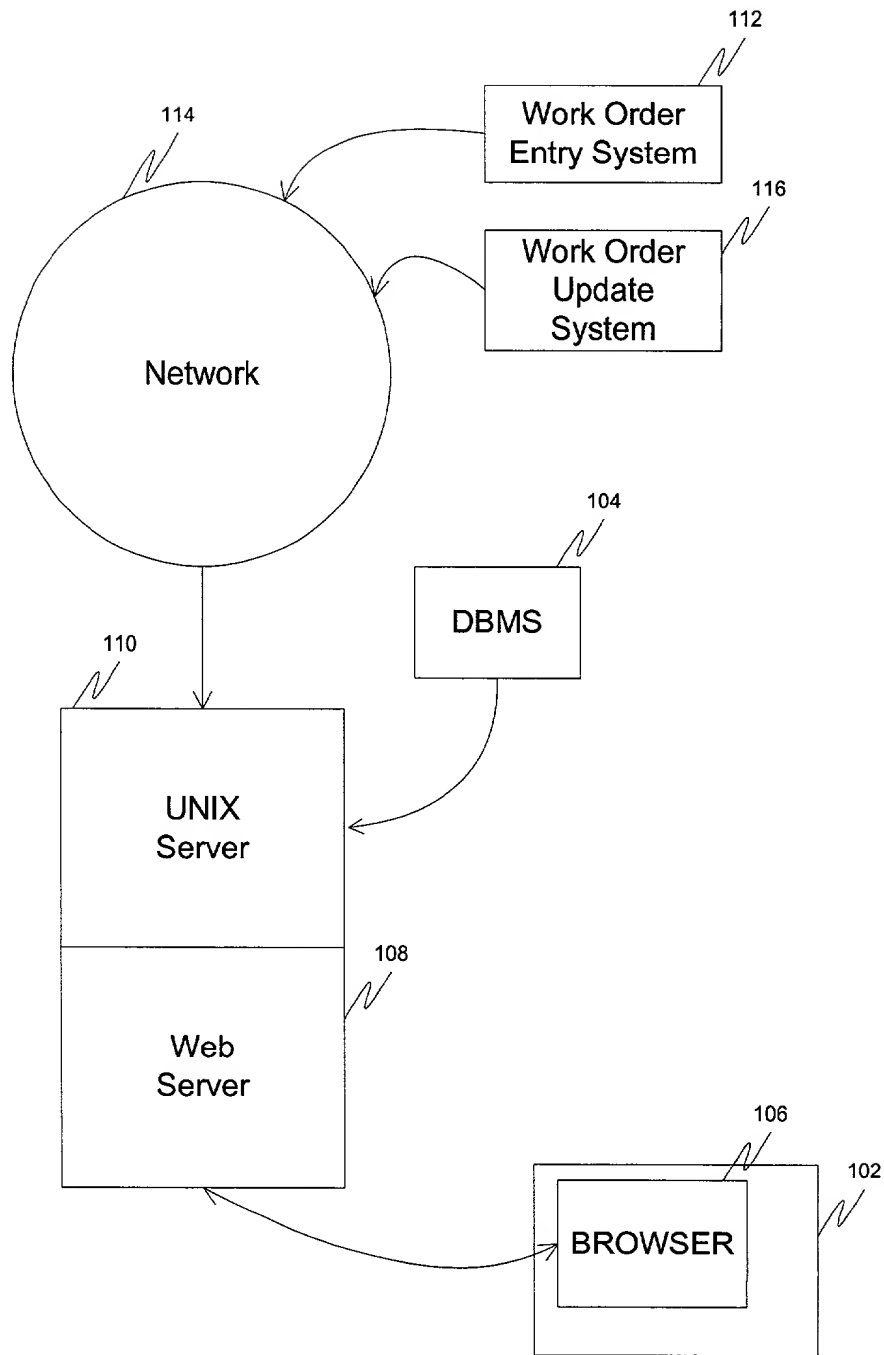 112
Work Order
Entry System
114
116
Work Order
Update
System
Network
104
DBMS
110
UNIX
Server
108
Web
Server
106
102
BROWSER